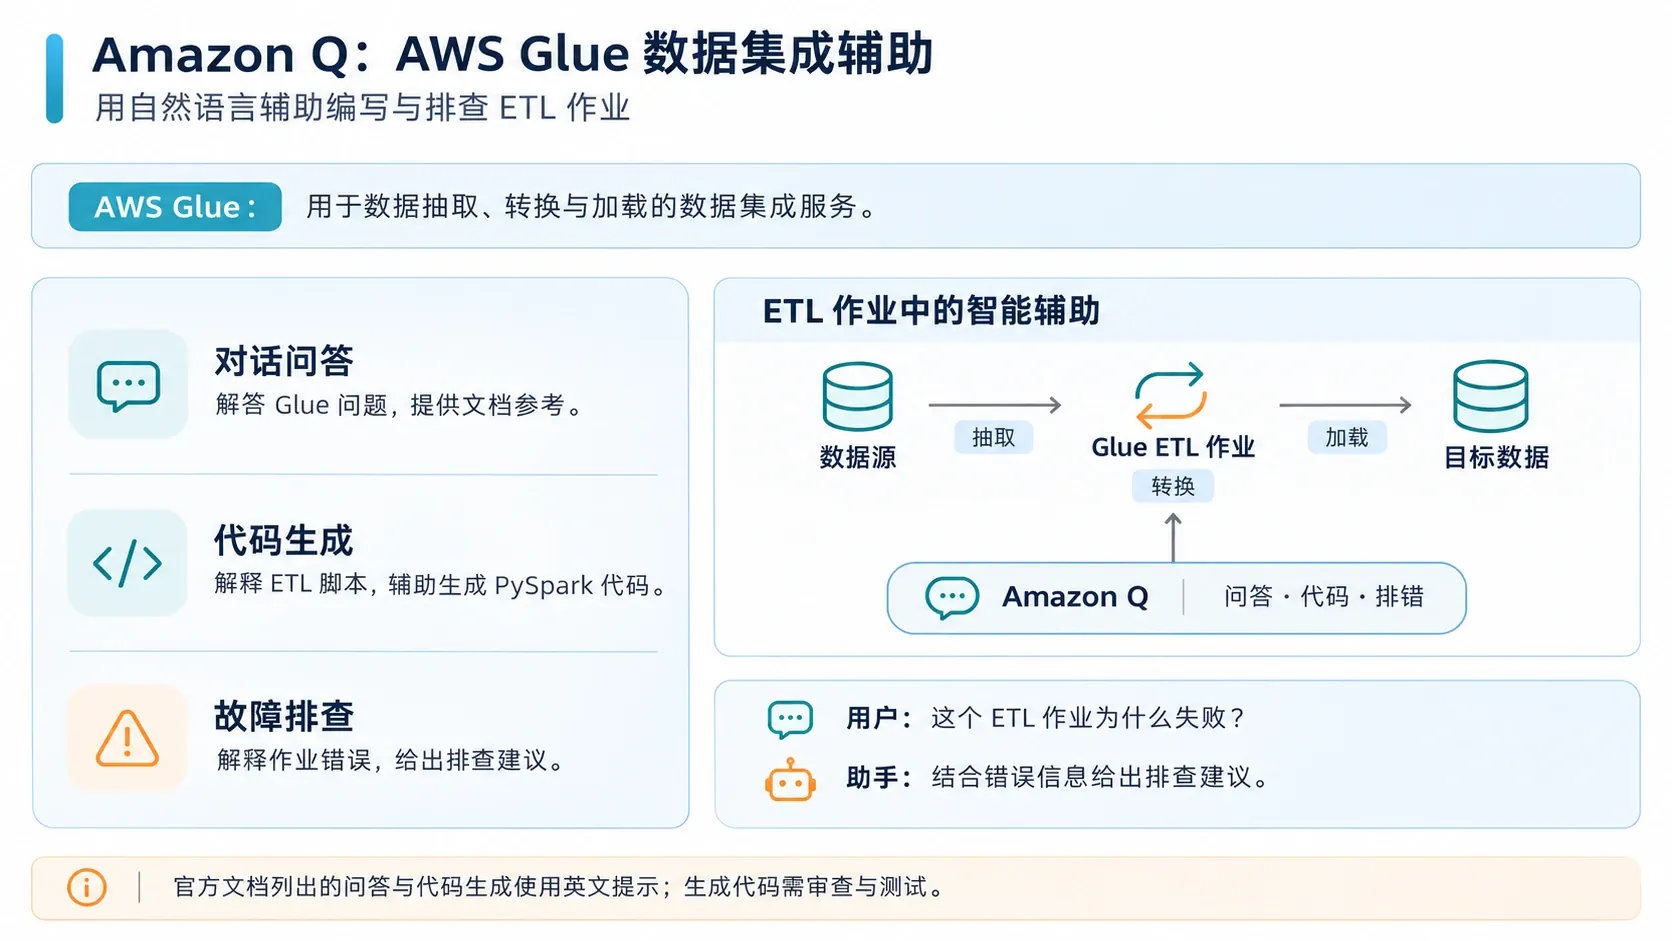 Amazon Q：AWS Glue 数据集成辅助
用自然语言辅助编写与排查 ETL 作业
AWS Glue： 用于数据抽取、转换与加载的数据集成服务。
对话问答
解答 Glue 问题，提供文档参考。
代码生成
解释 ETL 脚本，辅助生成 PySpark 代码。
故障排查
解释作业错误，给出排查建议。
ETL 作业中的智能辅助
数据源
抽取
Glue ETL 作业
转换
加载
目标数据
Amazon Q 问答 · 代码 · 排错
用户： 这个 ETL 作业为什么失败？
助手： 结合错误信息给出排查建议。
官方文档列出的问答与代码生成使用英文提示；生成代码需审查与测试。